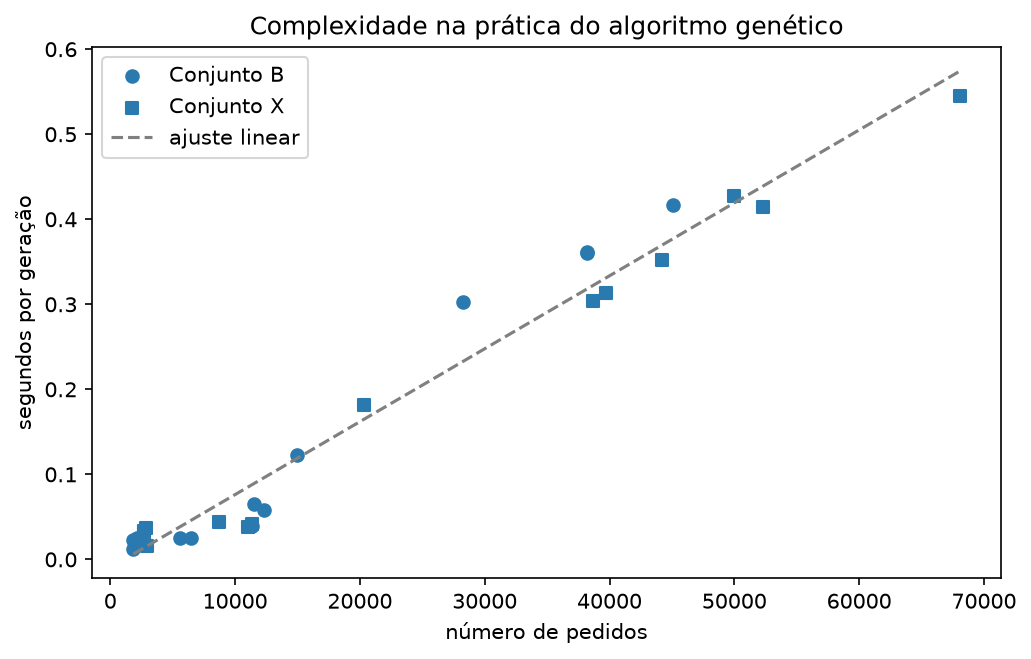 Complexidade na prática do algoritmo genético
Conjunto B
Conjunto X
ajuste linear
segundos por geração
0.6
0.5
0.4
0.3
0.2
0.1
0.0
0 10000 20000 30000 40000 50000 60000 70000
número de pedidos